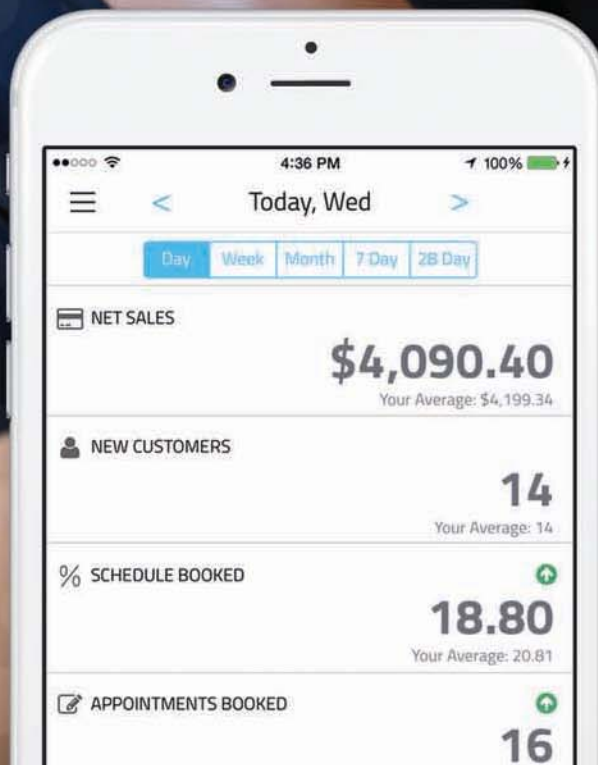 4:36 PM 100%
Today, Wed
Day Week Month 7 Day 28 Day
NET SALES
$4,090.40
Your Average: $4,199.34
NEW CUSTOMERS
14
Your Average: 14
% SCHEDULE BOOKED
18.80
Your Average: 20.81
APPOINTMENTS BOOKED
16